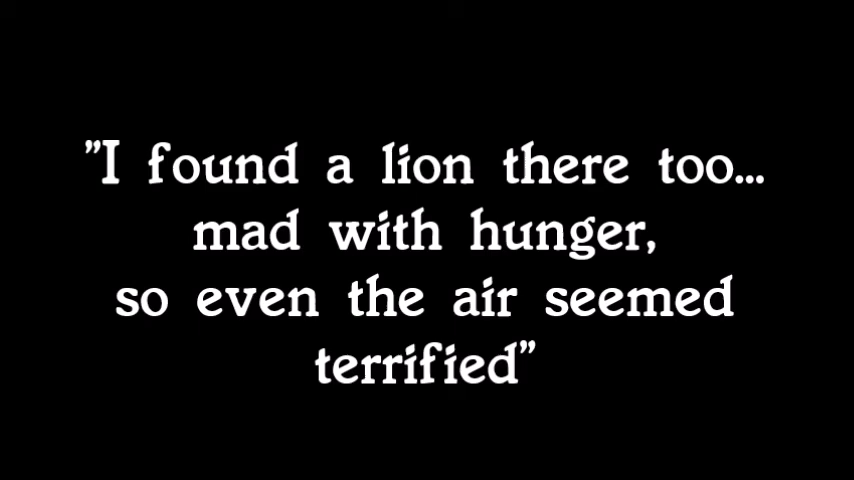 "I found a lion there too...
mad with hunger,
so even the air seemed
terrified"